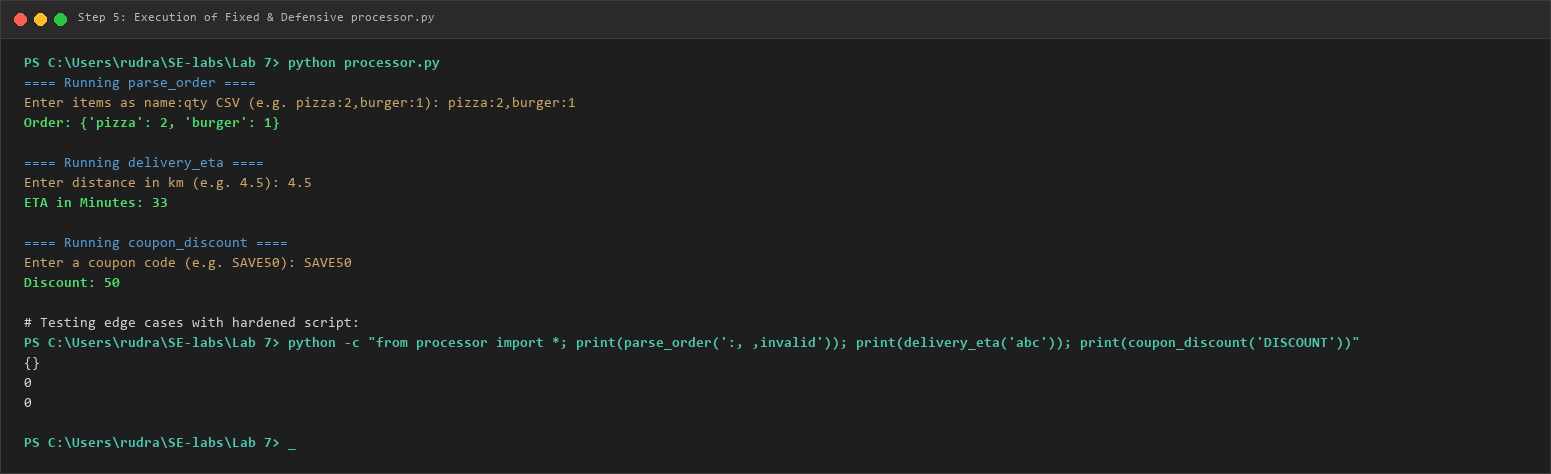 Step 5: Execution of Fixed & Defensive processor.py
PS C:\Users\rudra\SE-labs\Lab 7> python processor.py
==== Running parse_order ====
Enter items as name:qty CSV (e.g. pizza:2,burger:1): pizza:2,burger:1
Order: {'pizza': 2, 'burger': 1}
==== Running delivery_eta ====
Enter distance in km (e.g. 4.5): 4.5
ETA in Minutes: 33
==== Running coupon_discount ====
Enter a coupon code (e.g. SAVE50): SAVE50
Discount: 50
# Testing edge cases with hardened script:
PS C:\Users\rudra\SE-labs\Lab 7> python -c "from processor import *; print(parse_order(':, ,invalid')); print(delivery_eta('abc')); print(coupon_discount('DISCOUNT'))"
{}
0
0
PS C:\Users\rudra\SE-labs\Lab 7> _